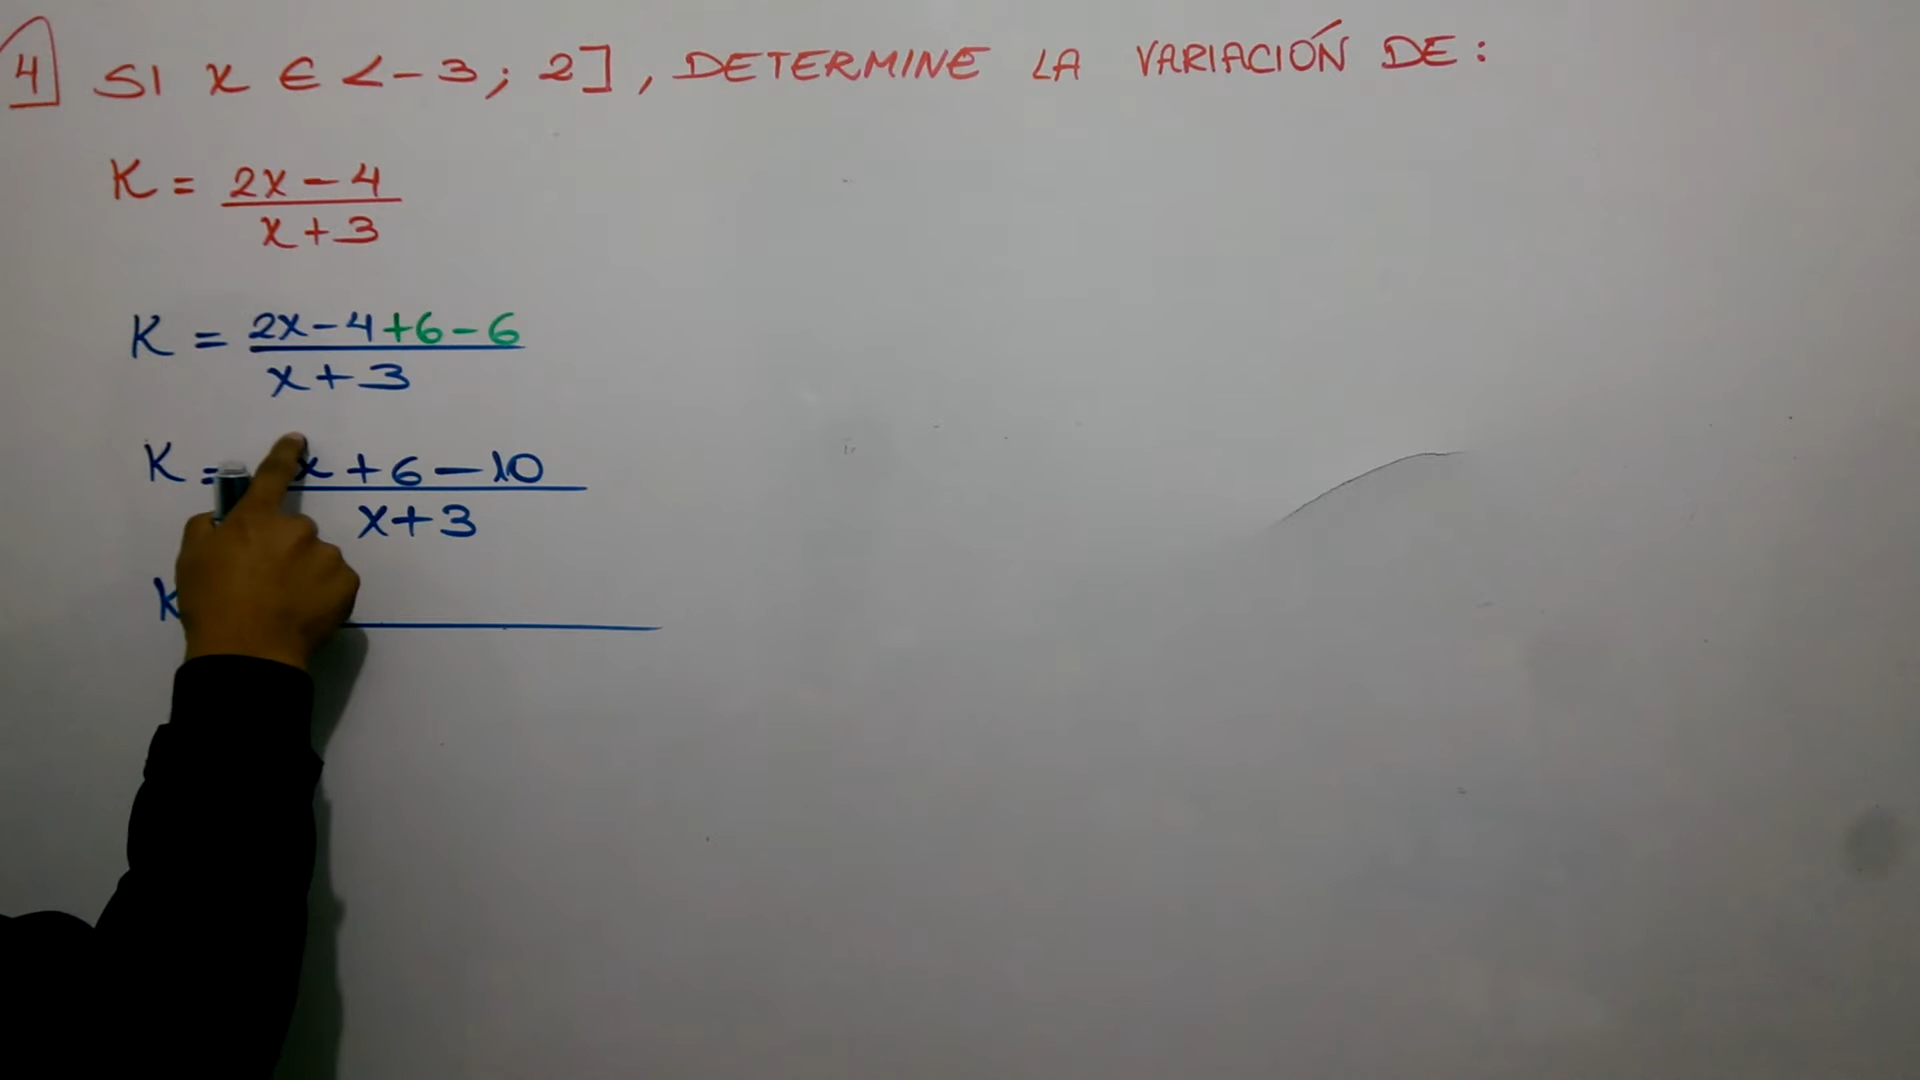 4 SI X ∈ <-3; 2], DETERMINE LA VARIACIÓN DE:
K = 2x-4
x+3
K = 2x-4+6-6
x+3
K = x+6-10
x+3
K